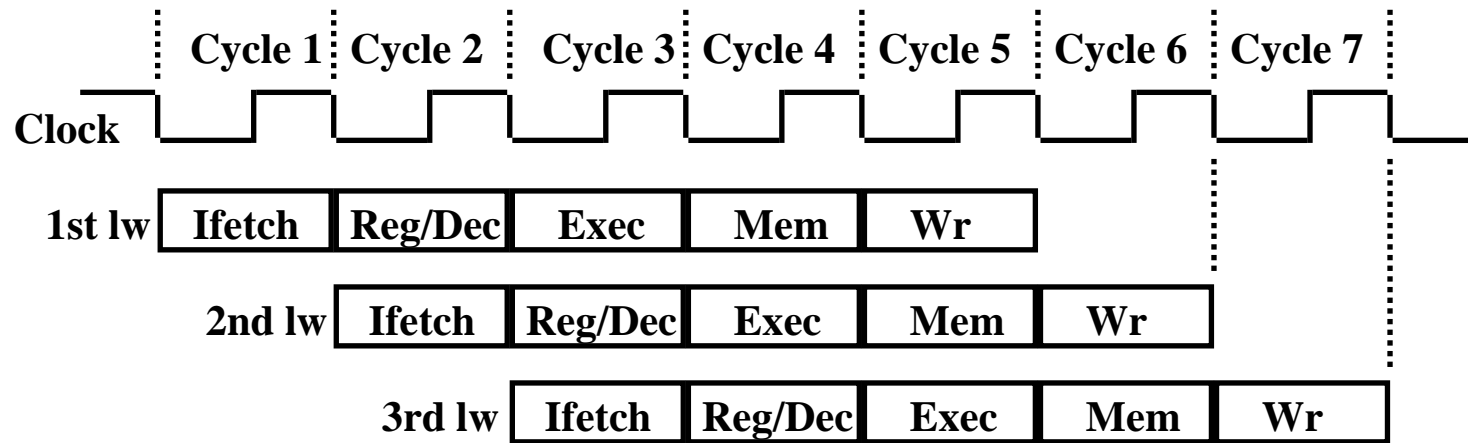 Cycle 1 Cycle 2 Cycle 3 Cycle 4 Cycle 5 Cycle 6 Cycle 7
Clock
1st lw Ifetch Reg/Dec Exec Mem Wr
2nd lw Ifetch Reg/Dec Exec Mem Wr
3rd lw Ifetch Reg/Dec Exec Mem Wr